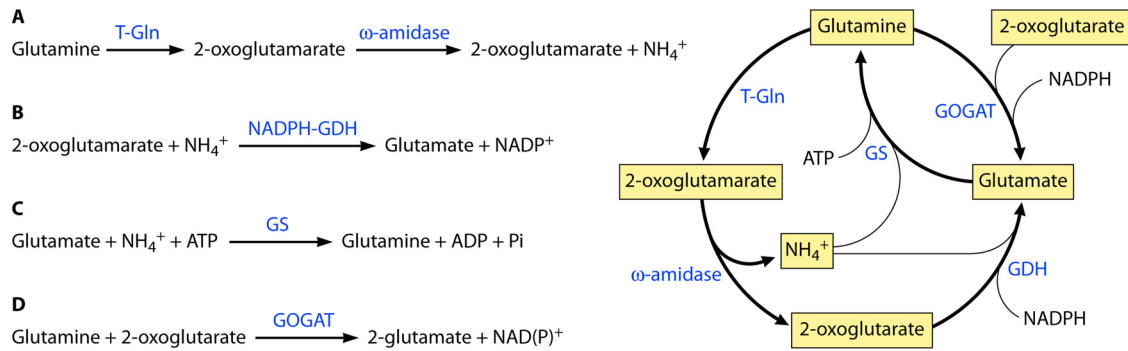 A
Glutamine T-Gln 2-oxoglutamarate ω-amidase 2-oxoglutamarate + NH₄⁺
B
2-oxoglutamarate + NH₄⁺ NADPH-GDH Glutamate + NADP⁺
C
Glutamate + NH₄⁺ + ATP GS Glutamine + ADP + Pi
D
Glutamine + 2-oxoglutarate GOGAT 2-glutamate + NAD(P)⁺
Glutamine
2-oxoglutarate
T-Gln
NADPH
GOGAT
ATP
GS
2-oxoglutamarate
Glutamate
NH₄⁺
ω-amidase
GDH
NADPH
2-oxoglutarate